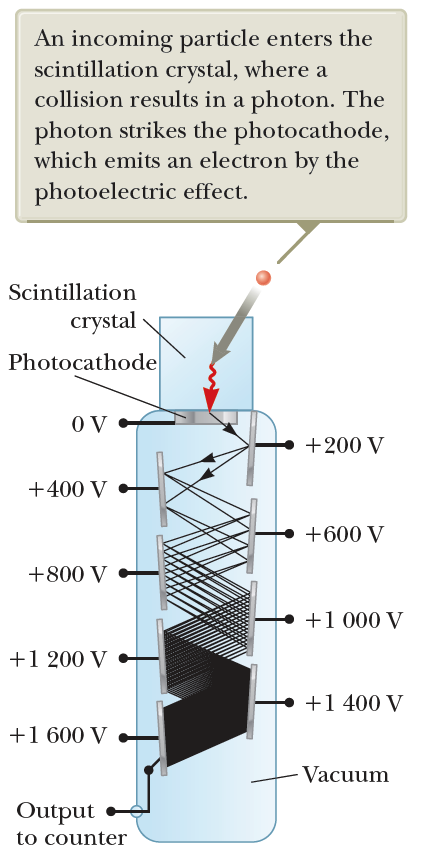 An incoming particle enters the
scintillation crystal, where a
collision results in a photon. The
photon strikes the photocathode,
which emits an electron by the
photoelectric effect.
Scintillation
crystal
Photocathode
0 V
+200 V
+400 V
+600 V
+800 V
+1 000 V
+1 200 V
+1 400 V
+1 600 V
Vacuum
Output
to counter